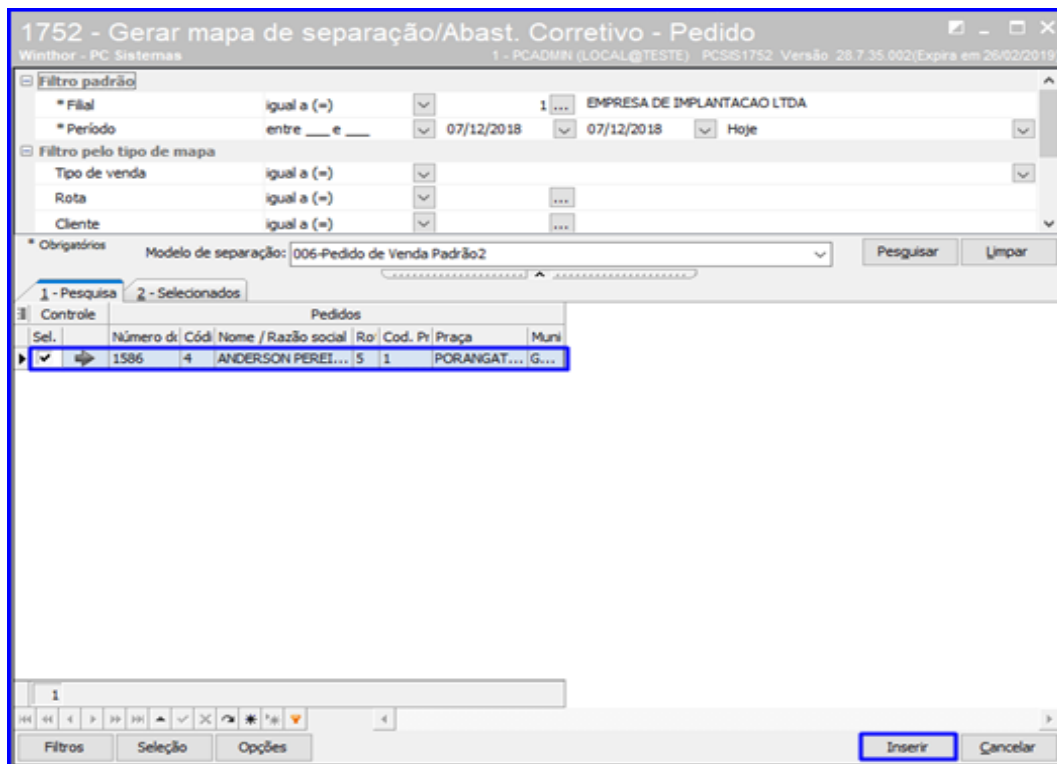 1752 - Gerar mapa de separação/Abast. Corretivo - Pedido
Winthor - PC Sistemas 1 - PCADMIN (LOCAL@TESTE) PCSIS1752 Versão 28.7.35.002(Expira em 26/02/2019)
Filtro padrão
* Filial igual a (=) 1 ... EMPRESA DE IMPLANTACAO LTDA
* Período entre ___ e ___ 07/12/2018 07/12/2018 Hoje
Filtro pelo tipo de mapa
Tipo de venda igual a (=)
Rota igual a (=) ...
Cliente igual a (=) ...
* Obrigatórios Modelo de separação: 006-Pedido de Venda Padrão2 Pesquisar Limpar
1 - Pesquisa 2 - Selecionados
Controle Pedidos
Sel. Número d Códi Nome / Razão social Ro Cod. Pr Praça Muni
1586 4 ANDERSON PEREI... 5 1 PORANGAT... G...
1
Filtros Seleção Opções Inserir Cancelar